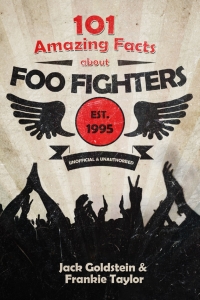 101
Amazing Facts
about
FOO FIGHTERS
EST.
1995
UNOFFICIAL & UNAUTHORISED
Jack Goldstein &
Frankie Taylor